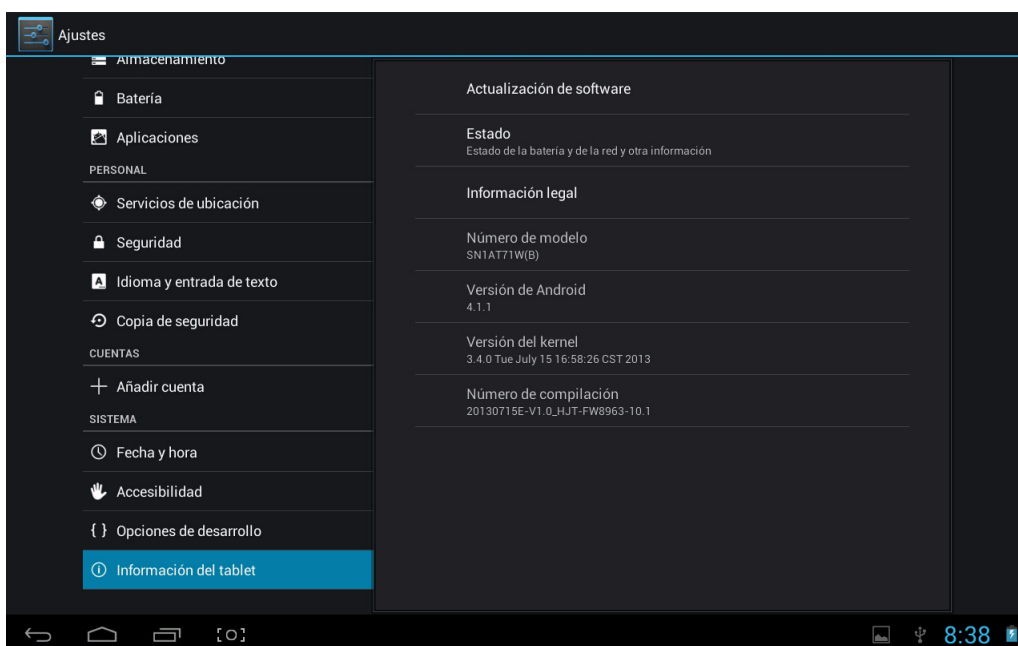 Ajustes
Almacenamiento
Batería
Aplicaciones
PERSONAL
Servicios de ubicación
Seguridad
Idioma y entrada de texto
Copia de seguridad
CUENTAS
Añadir cuenta
SISTEMA
Fecha y hora
Accesibilidad
{ } Opciones de desarrollo
Información del tablet
Actualización de software
Estado
Estado de la batería y de la red y otra información
Información legal
Número de modelo
SN1AT71W(B)
Versión de Android
4.1.1
Versión del kernel
3.4.0 Tue July 15 16:58:26 CST 2013
Número de compilación
20130715E-V1.0_HJT-FW8963-10.1
8:38